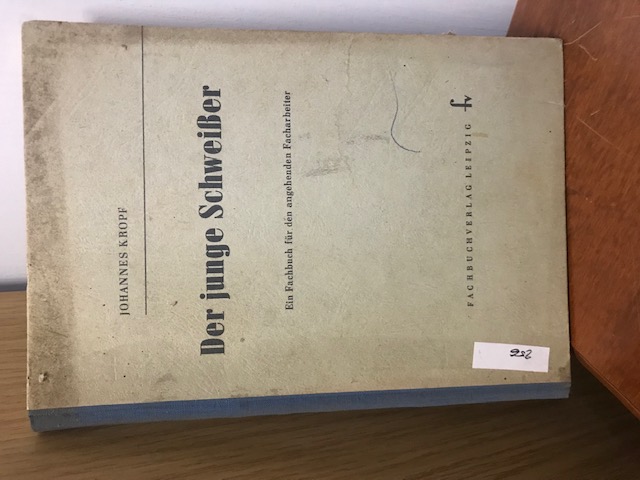 JOHANNES KROPF
Der junge Schweißer
Ein Fachbuch für den angehenden Facharbeiter
fv
FACHBUCHVERLAG LEIPZIG